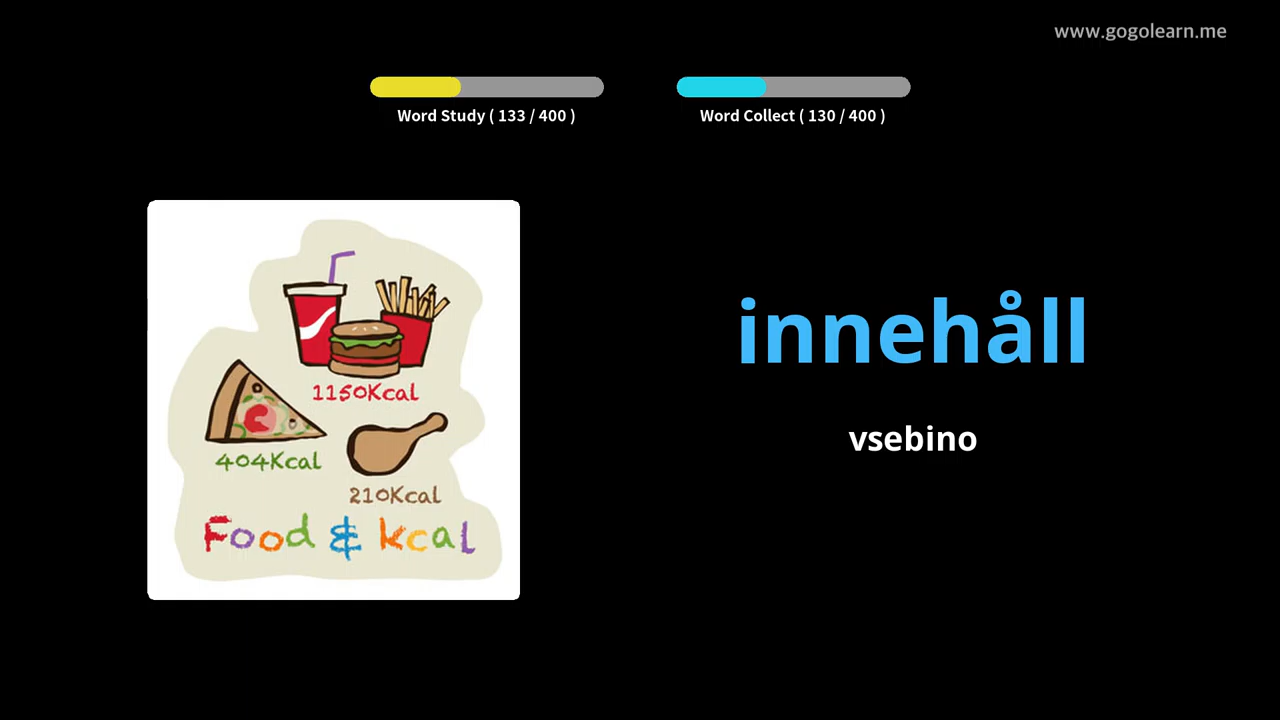 www.gogolearn.me
Word Study ( 133 / 400 )
Word Collect ( 130 / 400 )
1150Kcal
404Kcal
210Kcal
Food & kcal
innehåll
vsebino